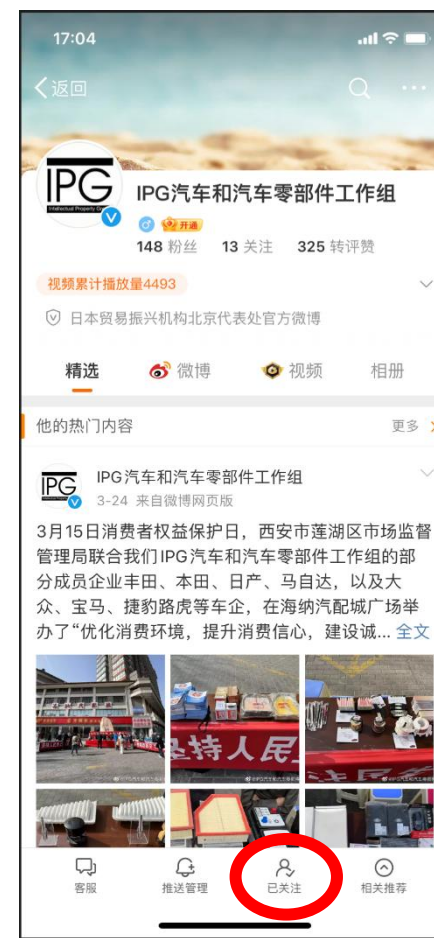 17:04
返回
IPG
Intellectual Property Group
IPG汽车和汽车零部件工作组
开通
148 粉丝 13 关注 325 转评赞
视频累计播放量4493
日本贸易振兴机构北京代表处官方微博
精选 微博 视频 相册
他的热门内容 更多
IPG
IPG汽车和汽车零部件工作组
3-24 来自微博网页版
3月15日消费者权益保护日，西安市莲湖区市场监督
管理局联合我们IPG汽车和汽车零部件工作组的部
分成员企业丰田、本田、日产、马自达，以及大
众、宝马、捷豹路虎等车企，在海纳汽配城广场举
办了“优化消费环境，提升消费信心，建设诚... 全文
坚持人民
客服 推送管理 已关注 相关推荐